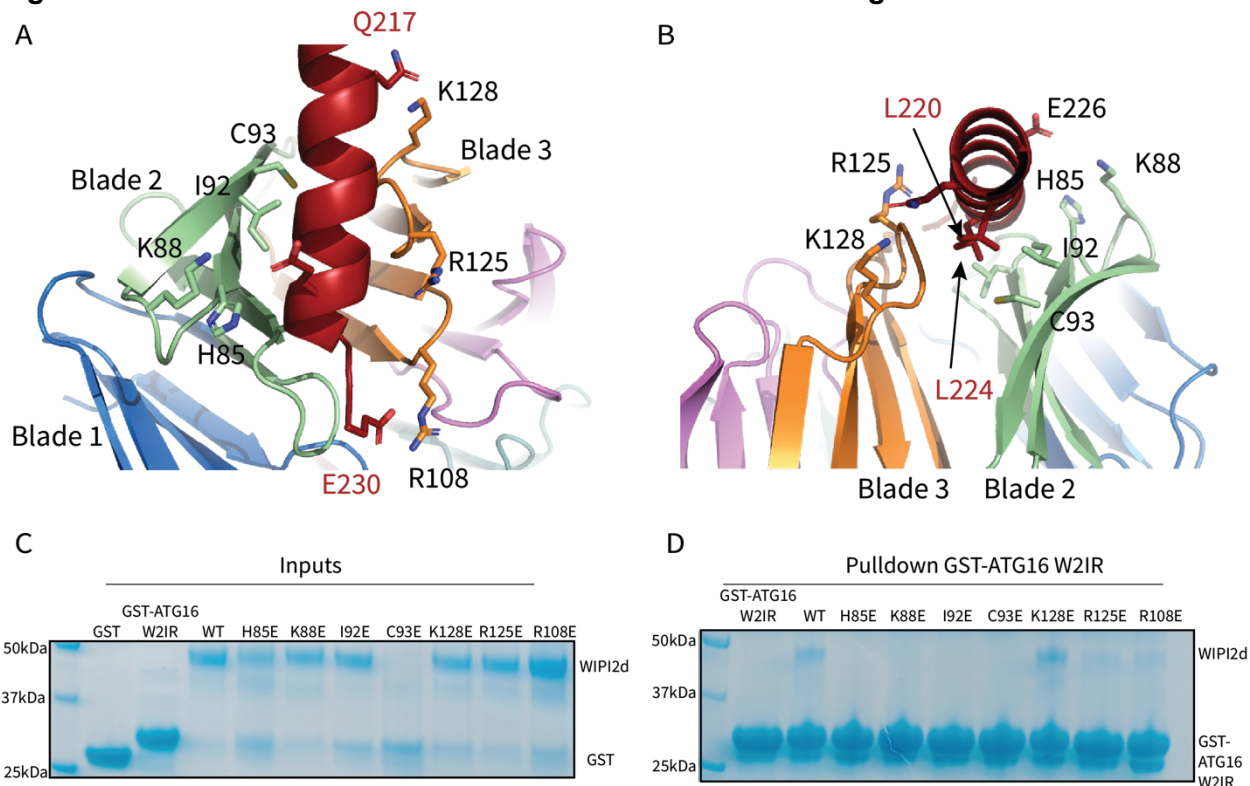 A
Q217
K128
C93
Blade 3
Blade 2
I92
K88
R125
H85
Blade 1
E230
R108
B
L220
E226
R125
K88
H85
K128
I92
C93
L224
Blade 3
Blade 2
C
Inputs
GST-ATG16
GST W2IR WT H85E K88E I92E C93E K128E R125E R108E
50kDa
WIPI2d
37kDa
GST
25kDa
D
Pulldown GST-ATG16 W2IR
GST-ATG16
W2IR WT H85E K88E I92E C93E K128E R125E R108E
50kDa
WIPI2d
37kDa
GST-
ATG16
25kDa
W2IR